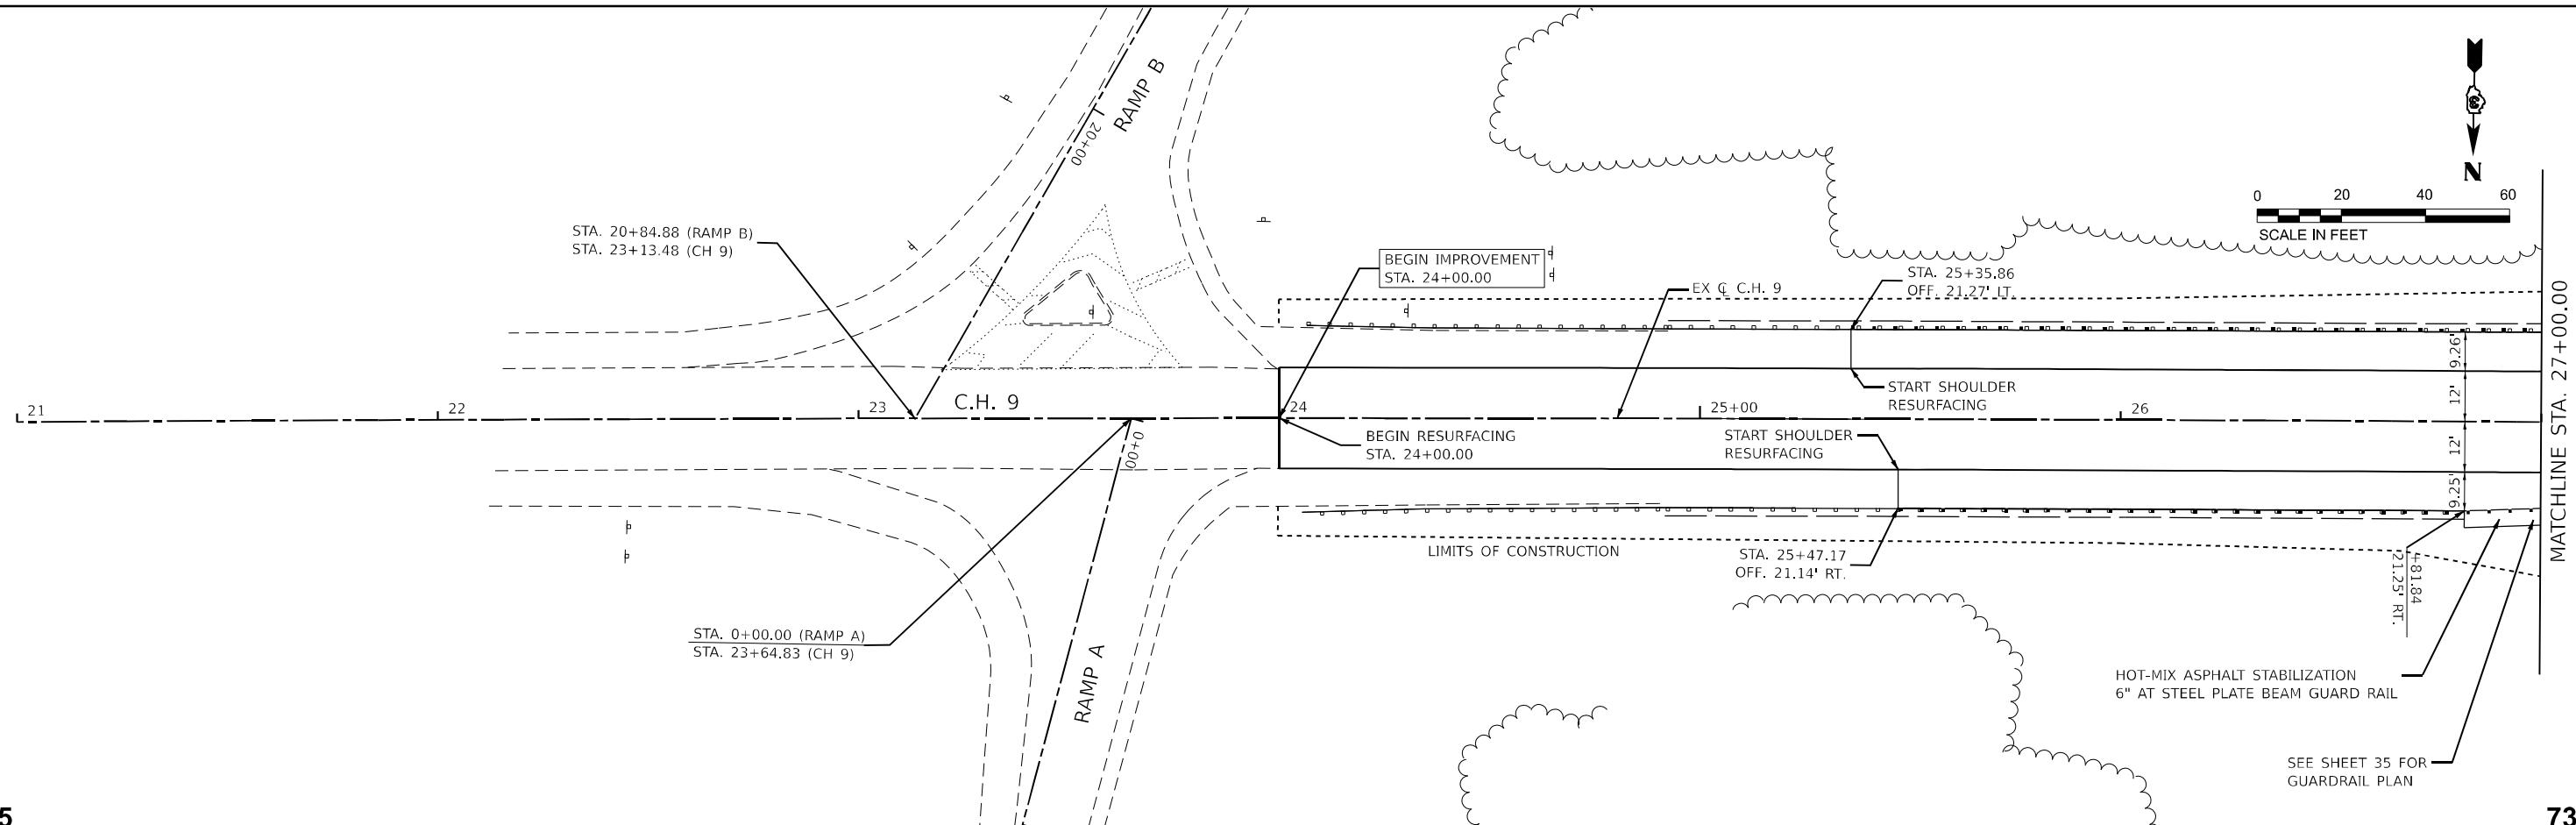 RAMP B
20+00
N
0 20 40 60
SCALE IN FEET
STA. 20+84.88 (RAMP B)
STA. 23+13.48 (CH 9)
BEGIN IMPROVEMENT
STA. 24+00.00
EX ℄ C.H. 9
STA. 25+35.86
OFF. 21.27' LT.
MATCHLINE STA. 27+00.00
9.26'
12'
12'
9.25'
START SHOULDER
RESURFACING
21
22
23
C.H. 9
24
25+00
26
0+00
BEGIN RESURFACING
STA. 24+00.00
START SHOULDER
RESURFACING
LIMITS OF CONSTRUCTION
STA. 25+47.17
OFF. 21.14' RT.
+81.84
21.25' RT.
STA. 0+00.00 (RAMP A)
STA. 23+64.83 (CH 9)
RAMP A
HOT-MIX ASPHALT STABILIZATION
6" AT STEEL PLATE BEAM GUARD RAIL
SEE SHEET 35 FOR
GUARDRAIL PLAN
5
73